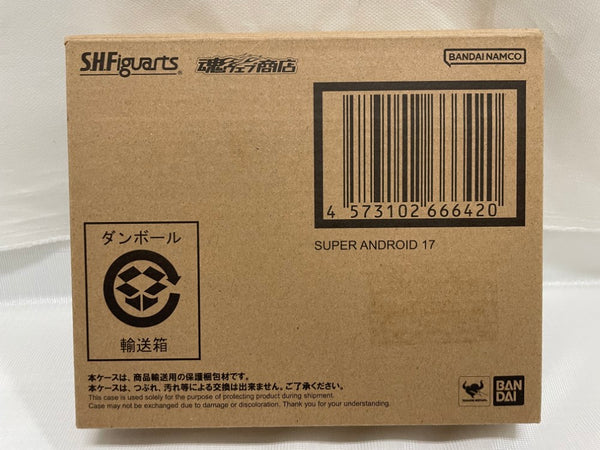 S.H.Figuarts
魂ウェブ商店
BANDAI NAMCO
4 573102 666420
SUPER ANDROID 17
ダンボール
輸送箱
本ケースは、商品輸送用の保護梱包材です。
本ケースは、つぶれ、汚れ等による交換は出来ません。ご了承ください。
This case is used solely for the purpose of protecting product during shipment.
Case may not be exchanged due to damage or discoloration. Thank you for your understanding.
BAN
DAI